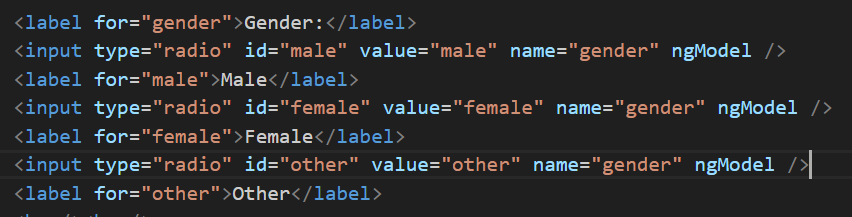 <label for="gender">Gender:</label>
<input type="radio" id="male" value="male" name="gender" ngModel />
<label for="male">Male</label>
<input type="radio" id="female" value="female" name="gender" ngModel />
<label for="female">Female</label>
<input type="radio" id="other" value="other" name="gender" ngModel />
<label for="other">Other</label>